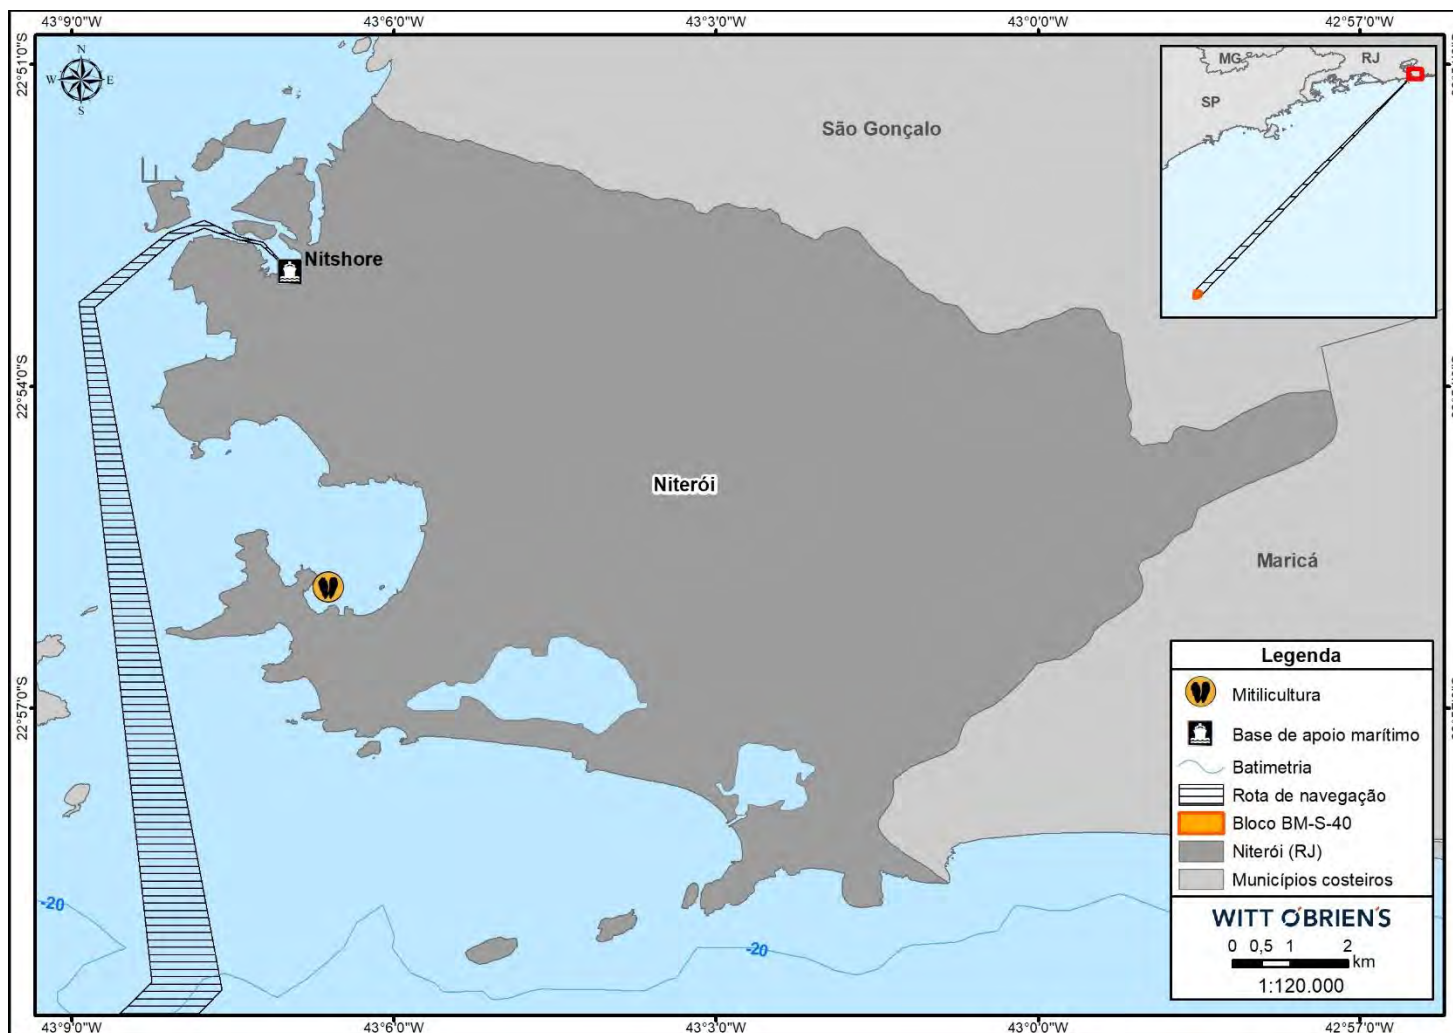 43°9'0"W
43°6'0"W
43°3'0"W
43°0'0"W
42°57'0"W
22°51'0"S
22°54'0"S
22°57'0"S
N
W
E
S
MG
RJ
SP
São Gonçalo
Nitshore
Niterói
Maricá
-20
-20
Legenda
Mitilicultura
Base de apoio marítimo
Batimetria
Rota de navegação
Bloco BM-S-40
Niterói (RJ)
Municípios costeiros
WITT O'BRIEN'S
0 0,5 1 2
km
1:120.000
43°9'0"W
43°6'0"W
43°3'0"W
43°0'0"W
42°57'0"W